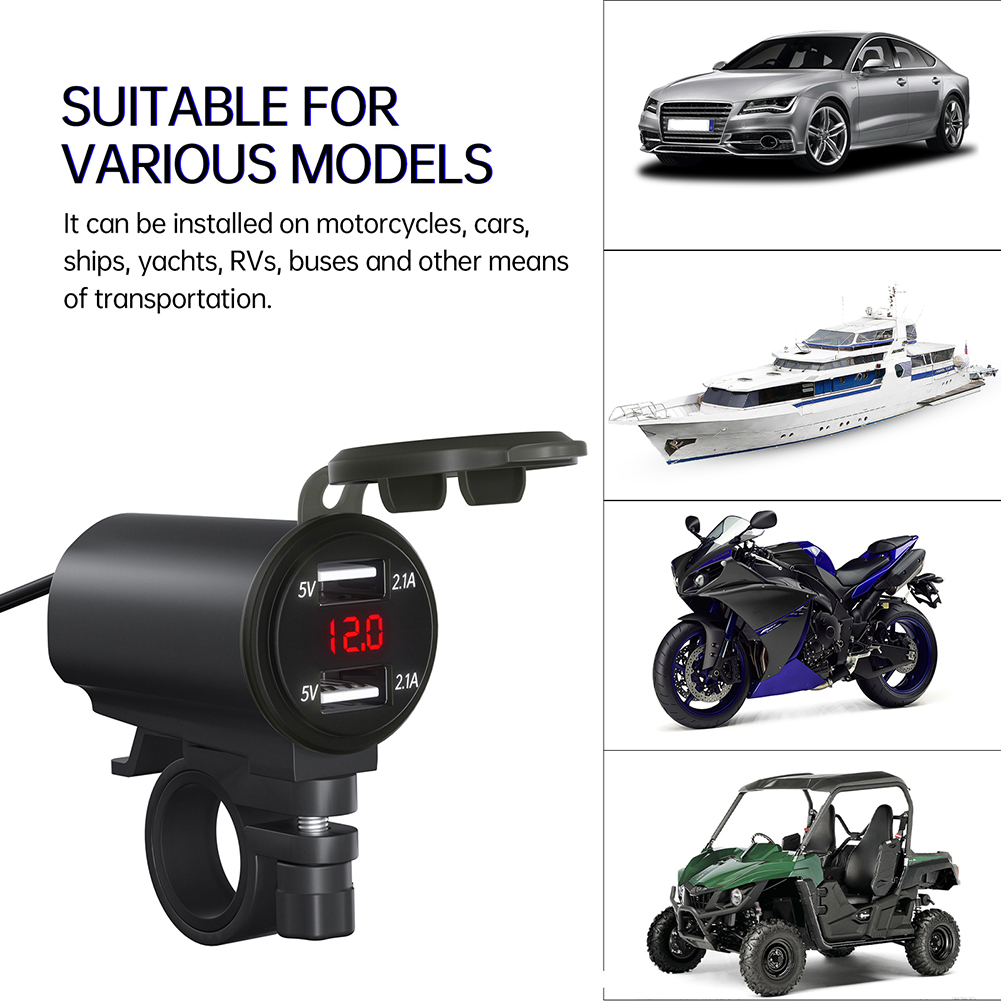 SUITABLE FOR
VARIOUS MODELS
It can be installed on motorcycles, cars,
ships, yachts, RVs, buses and other means
of transportation.
5V 2.1A
12.0
5V 2.1A